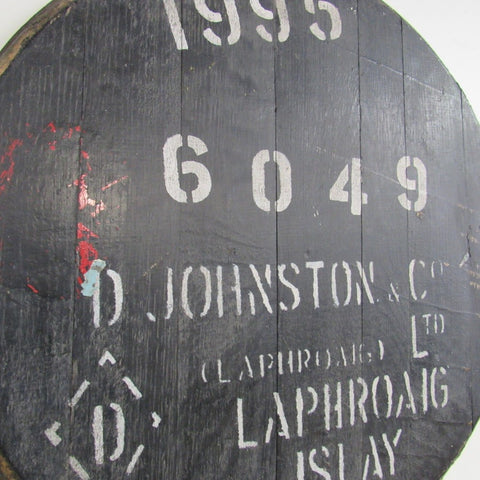 1995
6049
D JOHNSTON & CO
LTD
(LAPHROAIG)
LAPHROAIG
D
ISLAY